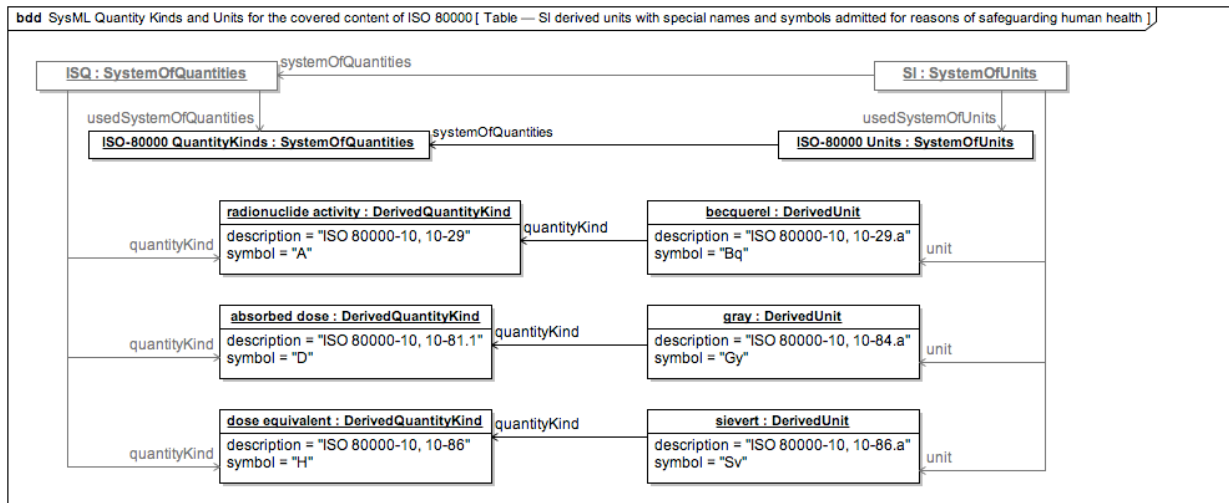 bdd SysML Quantity Kinds and Units for the covered content of ISO 80000 [ Table — SI derived units with special names and symbols admitted for reasons of safeguarding human health ]
ISQ : SystemOfQuantities
systemOfQuantities
SI : SystemOfUnits
usedSystemOfQuantities
usedSystemOfUnits
ISO-80000 QuantityKinds : SystemOfQuantities
systemOfQuantities
ISO-80000 Units : SystemOfUnits
radionuclide activity : DerivedQuantityKind
description = "ISO 80000-10, 10-29"
symbol = "A"
quantityKind
quantityKind
becquerel : DerivedUnit
description = "ISO 80000-10, 10-29.a"
symbol = "Bq"
unit
absorbed dose : DerivedQuantityKind
description = "ISO 80000-10, 10-81.1"
symbol = "D"
quantityKind
quantityKind
gray : DerivedUnit
description = "ISO 80000-10, 10-84.a"
symbol = "Gy"
unit
dose equivalent : DerivedQuantityKind
description = "ISO 80000-10, 10-86"
symbol = "H"
quantityKind
quantityKind
sievert : DerivedUnit
description = "ISO 80000-10, 10-86.a"
symbol = "Sv"
unit